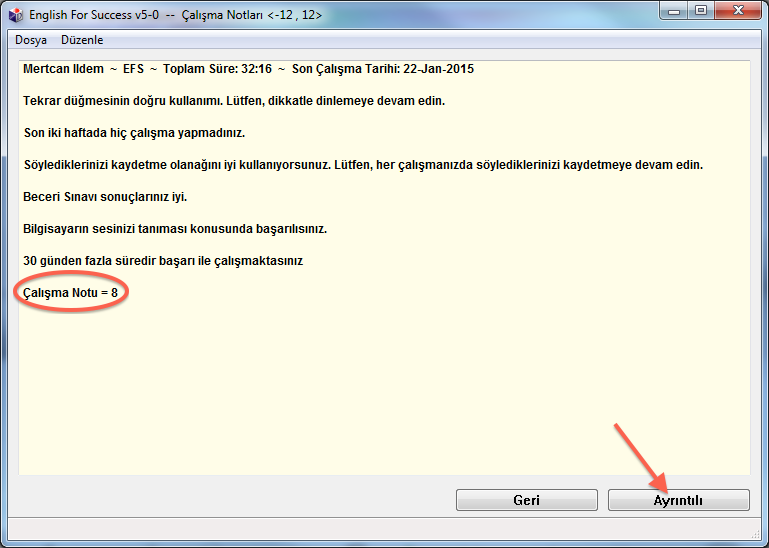 English For Success v5-0 -- Çalışma Notları <-12 , 12>
Dosya Düzenle
Mertcan Ildem ~ EFS ~ Toplam Süre: 32:16 ~ Son Çalışma Tarihi: 22-Jan-2015
Tekrar düğmesinin doğru kullanımı. Lütfen, dikkatle dinlemeye devam edin.
Son iki haftada hiç çalışma yapmadınız.
Söylediklerinizi kaydetme olanağını iyi kullanıyorsunuz. Lütfen, her çalışmanızda söylediklerinizi kaydetmeye devam edin.
Beceri Sınavı sonuçlarınız iyi.
Bilgisayarın sesinizi tanıması konusunda başarılısınız.
30 günden fazla süredir başarı ile çalışmaktasınız
Çalışma Notu = 8
Geri Ayrıntılı